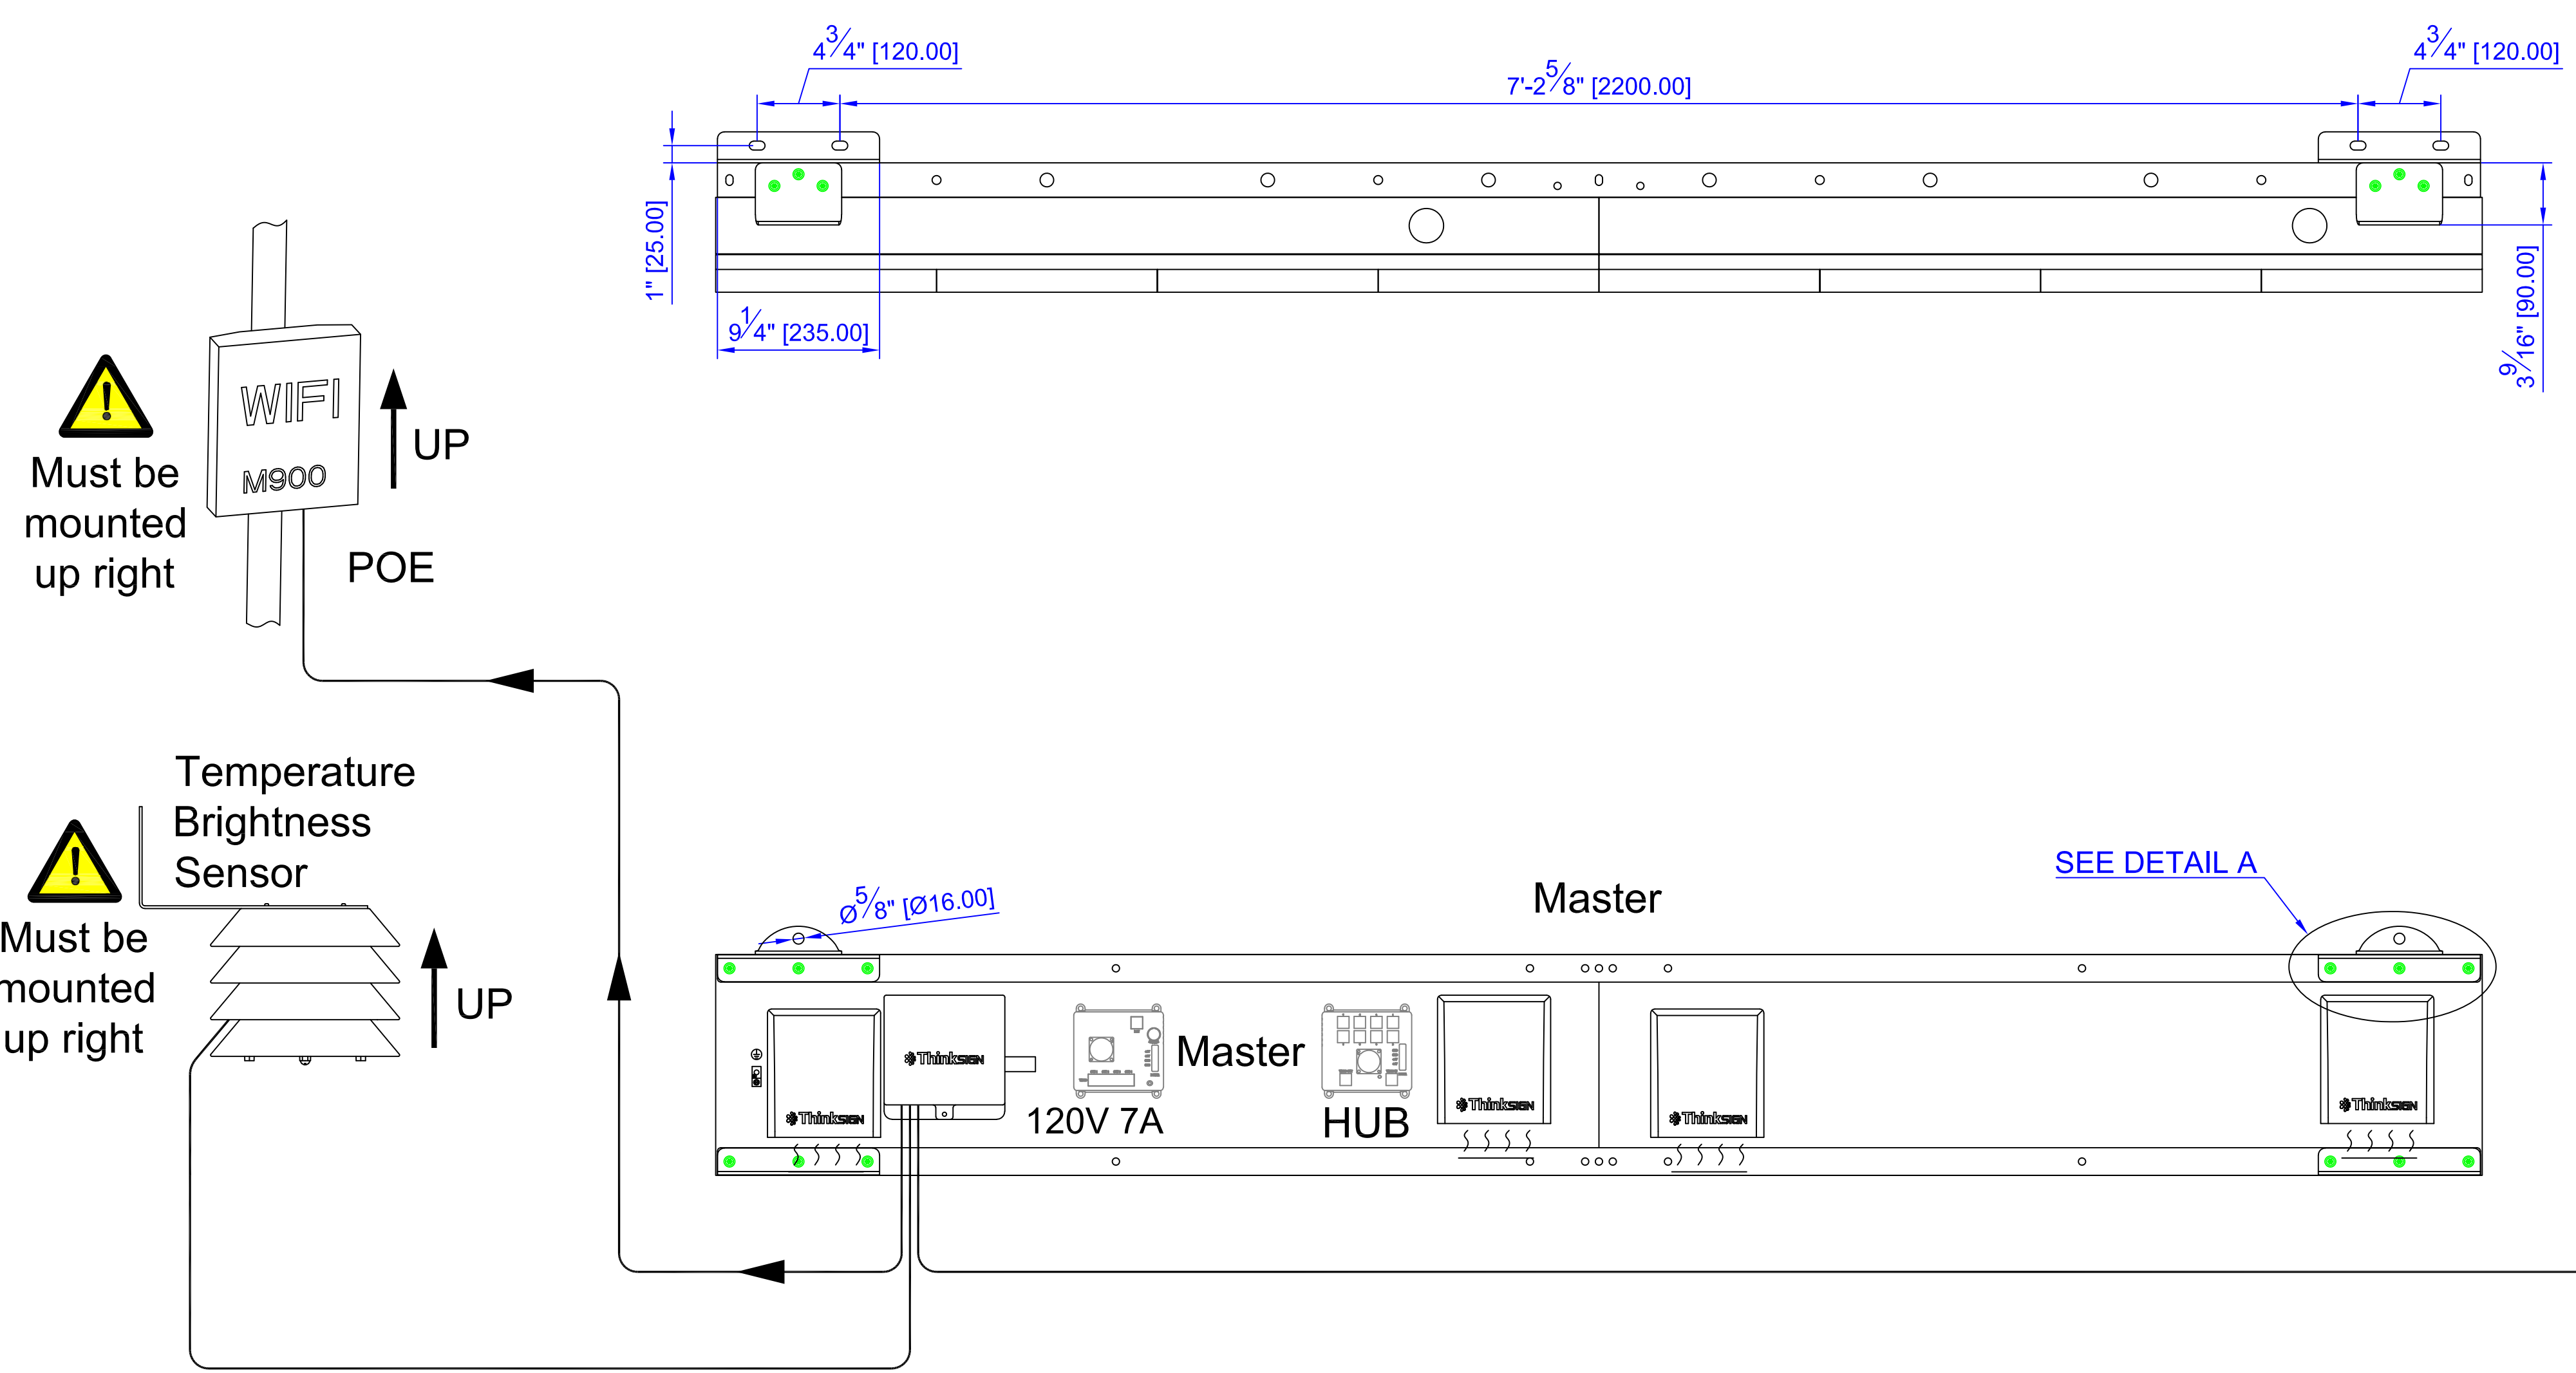 4 3/4" [120.00]
7'-2 5/8" [2200.00]
4 3/4" [120.00]
1" [25.00]
9 1/4" [235.00]
3 9/16" [90.00]
WIFI
M900
UP
Must be
mounted
up right
POE
Temperature
Brightness
Sensor
Must be
mounted
up right
UP
Ø 5/8" [Ø16.00]
Master
SEE DETAIL A
ThinkSIGN
ThinkSIGN
Master
120V 7A
HUB
ThinkSIGN
ThinkSIGN
ThinkSIGN